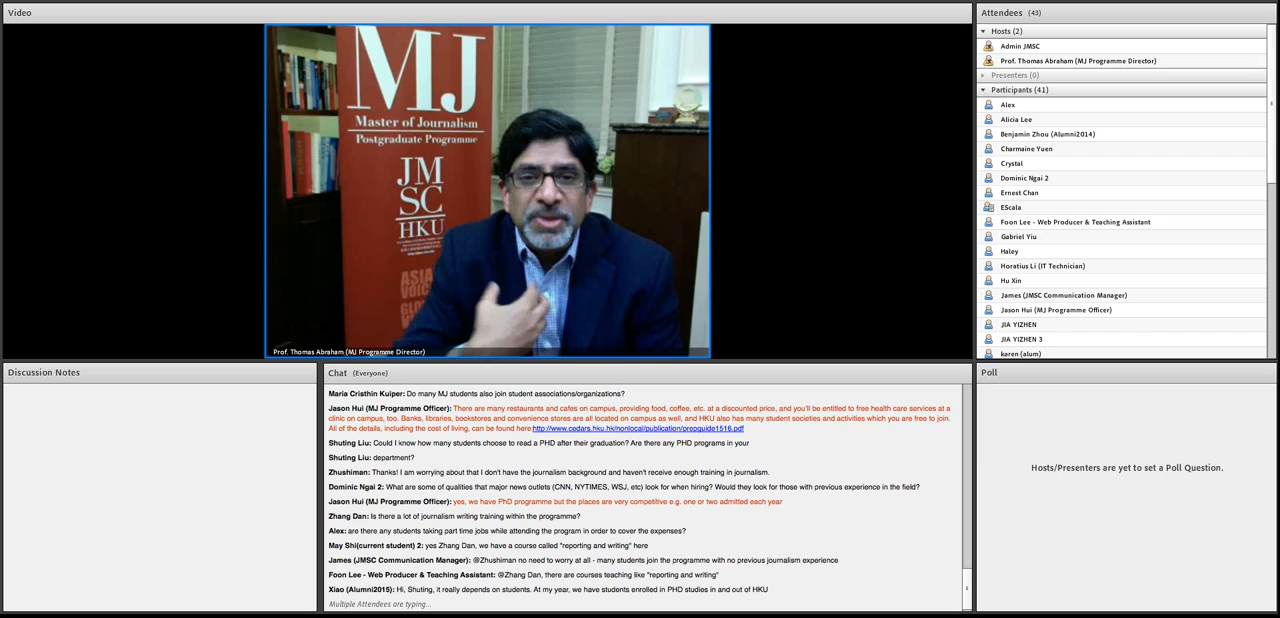 Video
MJ
Master of Journalism
Postgraduate Programme
JM
SC
HKU
ASIA
VOIC
GLO
Prof. Thomas Abraham (MJ Programme Director)
Attendees (43)
Hosts (2)
Admin JMSC
Prof. Thomas Abraham (MJ Programme Director)
Presenters (0)
Participants (41)
Alex
Alicia Lee
Benjamin Zhou (Alumni2014)
Charmaine Yuen
Crystal
Dominic Ngai 2
Ernest Chan
EScala
Foon Lee - Web Producer & Teaching Assistant
Gabriel Yiu
Haley
Horatius Li (IT Technician)
Hu Xin
James (JMSC Communication Manager)
Jason Hui (MJ Programme Officer)
JIA YIZHEN
JIA YIZHEN 3
karen (alum)
Discussion Notes
Chat (Everyone)
Maria Cristhin Kuiper: Do many MJ students also join student associations/organizations?
Jason Hui (MJ Programme Officer): There are many restaurants and cafes on campus, providing food, coffee, etc. at a discounted price, and you'll be entitled to free health care services at a
clinic on campus, too. Banks, libraries, bookstores and convenience stores are all located on campus as well, and HKU also has many student societies and activities which you are free to join.
All of the details, including the cost of living, can be found here http://www.cedars.hku.hk/nonlocal/publication/prepguide1516.pdf
Shuting Liu: Could I know how many students choose to read a PHD after their graduation? Are there any PHD programs in your
Shuting Liu: department?
Zhushiman: Thanks! I am worrying about that I don't have the journalism background and haven't receive enough training in journalism.
Dominic Ngai 2: What are some of qualities that major news outlets (CNN, NYTIMES, WSJ, etc) look for when hiring? Would they look for those with previous experience in the field?
Jason Hui (MJ Programme Officer): yes, we have PhD programme but the places are very competitive e.g. one or two admitted each year
Zhang Dan: Is there a lot of journalism writing training within the programme?
Alex: are there any students taking part time jobs while attending the program in order to cover the expenses?
May Shi(current student) 2: yes Zhang Dan, we have a course called "reporting and writing" here
James (JMSC Communication Manager): @Zhushiman no need to worry at all - many students join the programme with no previous journalism experience
Foon Lee - Web Producer & Teaching Assistant: @Zhang Dan, there are courses teaching like "reporting and writing"
Xiao (Alumni2015): Hi, Shuting, it really depends on students. At my year, we have students enrolled in PHD studies in and out of HKU
Multiple Attendees are typing...
Poll
Hosts/Presenters are yet to set a Poll Question.